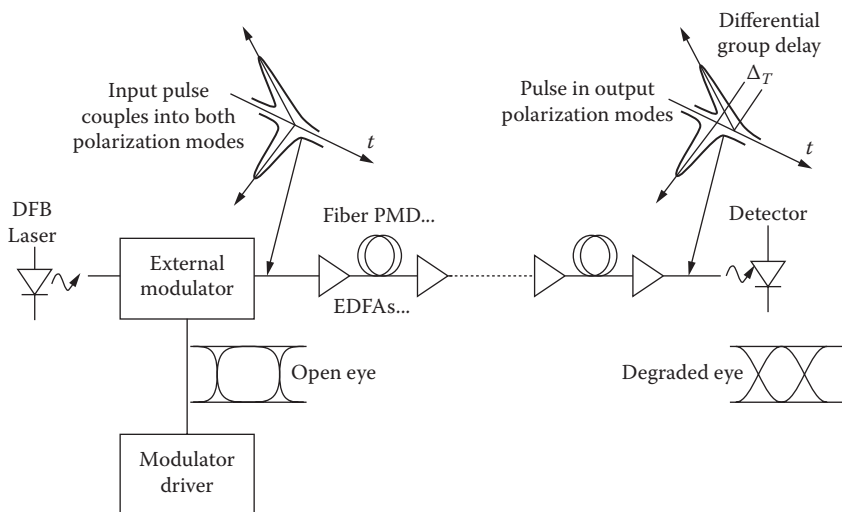 Input pulse
couples into both
polarization modes
t
Differential
group delay
ΔT
Pulse in output
polarization modes
t
DFB
Laser
External
modulator
Fiber PMD...
EDFAs...
Detector
Open eye
Degraded eye
Modulator
driver